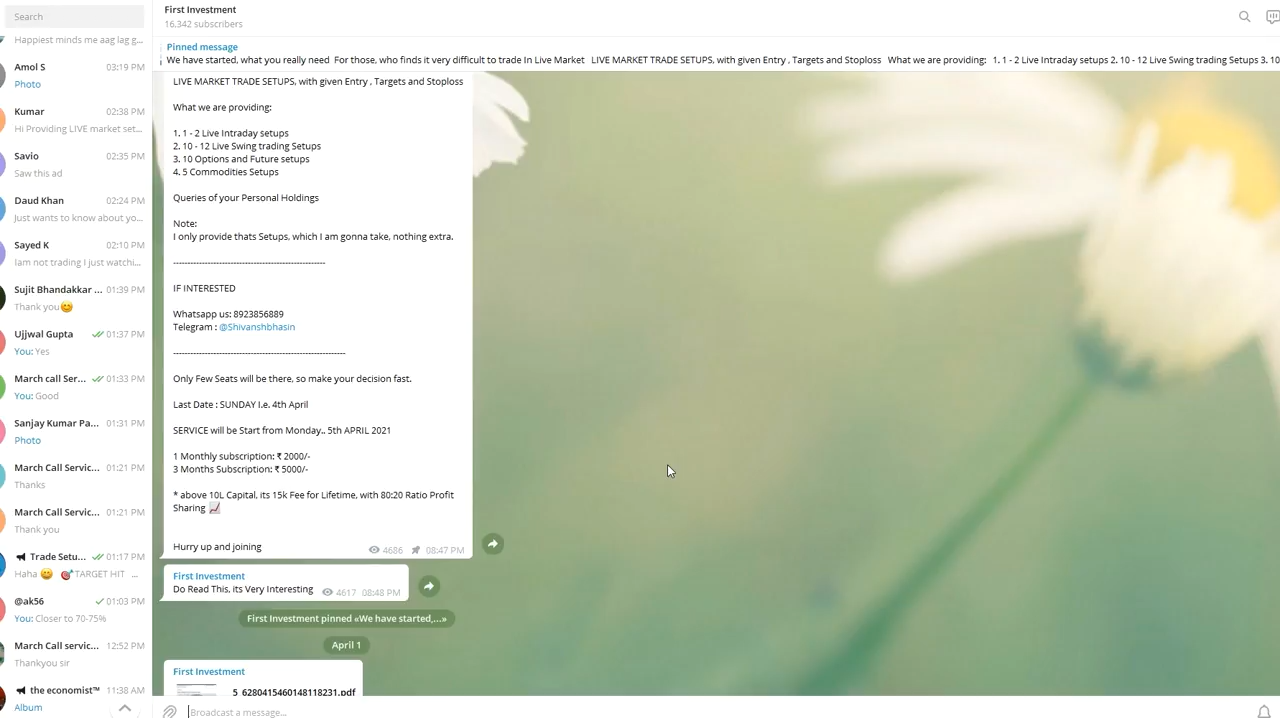 Search
Happiest minds me aag lag g...
Amol S 03:19 PM
Photo
Kumar 02:38 PM
Hi Providing LIVE market set...
Savio 02:35 PM
Saw this ad
Daud Khan 02:24 PM
Just wants to know about yo...
Sayed K 02:10 PM
Iam not trading I just watchi...
Sujit Bhandakkar ... 01:39 PM
Thank you😊
Ujjwal Gupta 01:37 PM
You: Yes
March call Ser... 01:33 PM
You: Good
Sanjay Kumar Pa... 01:31 PM
Photo
March Call Servic... 01:21 PM
Thanks
March Call Servic... 01:21 PM
Thank you
Trade Setu... 01:17 PM
Haha 😀 🎯TARGET HIT ...
@ak56 01:03 PM
You: Closer to 70-75%
March Call servic... 12:52 PM
Thankyou sir
the economist™ 11:38 AM
Album
First Investment
16,342 subscribers
Pinned message
We have started, what you really need For those, who finds it very difficult to trade In Live Market LIVE MARKET TRADE SETUPS, with given Entry , Targets and Stoploss What we are providing: 1. 1 - 2 Live Intraday setups 2. 10 - 12 Live Swing trading Setups 3. 10
LIVE MARKET TRADE SETUPS, with given Entry , Targets and Stoploss
What we are providing:
1. 1 - 2 Live Intraday setups
2. 10 - 12 Live Swing trading Setups
3. 10 Options and Future setups
4. 5 Commodities Setups
Queries of your Personal Holdings
Note:
I only provide thats Setups, which I am gonna take, nothing extra.
-----------------------------------------------------
IF INTERESTED
Whatsapp us: 8923856889
Telegram : @Shivanshbhasin
------------------------------------------------------------
Only Few Seats will be there, so make your decision fast.
Last Date : SUNDAY I.e. 4th April
SERVICE will be Start from Monday.. 5th APRIL 2021
1 Monthly subscription: ₹ 2000/-
3 Months Subscription: ₹ 5000/-
* above 10L Capital, its 15k Fee for Lifetime, with 80:20 Ratio Profit
Sharing 📈
Hurry up and joining 4686 08:47 PM
First Investment
Do Read This, its Very Interesting 4617 08:48 PM
First Investment pinned «We have started,...»
April 1
First Investment
5_6280415460148118231.pdf
Broadcast a message...